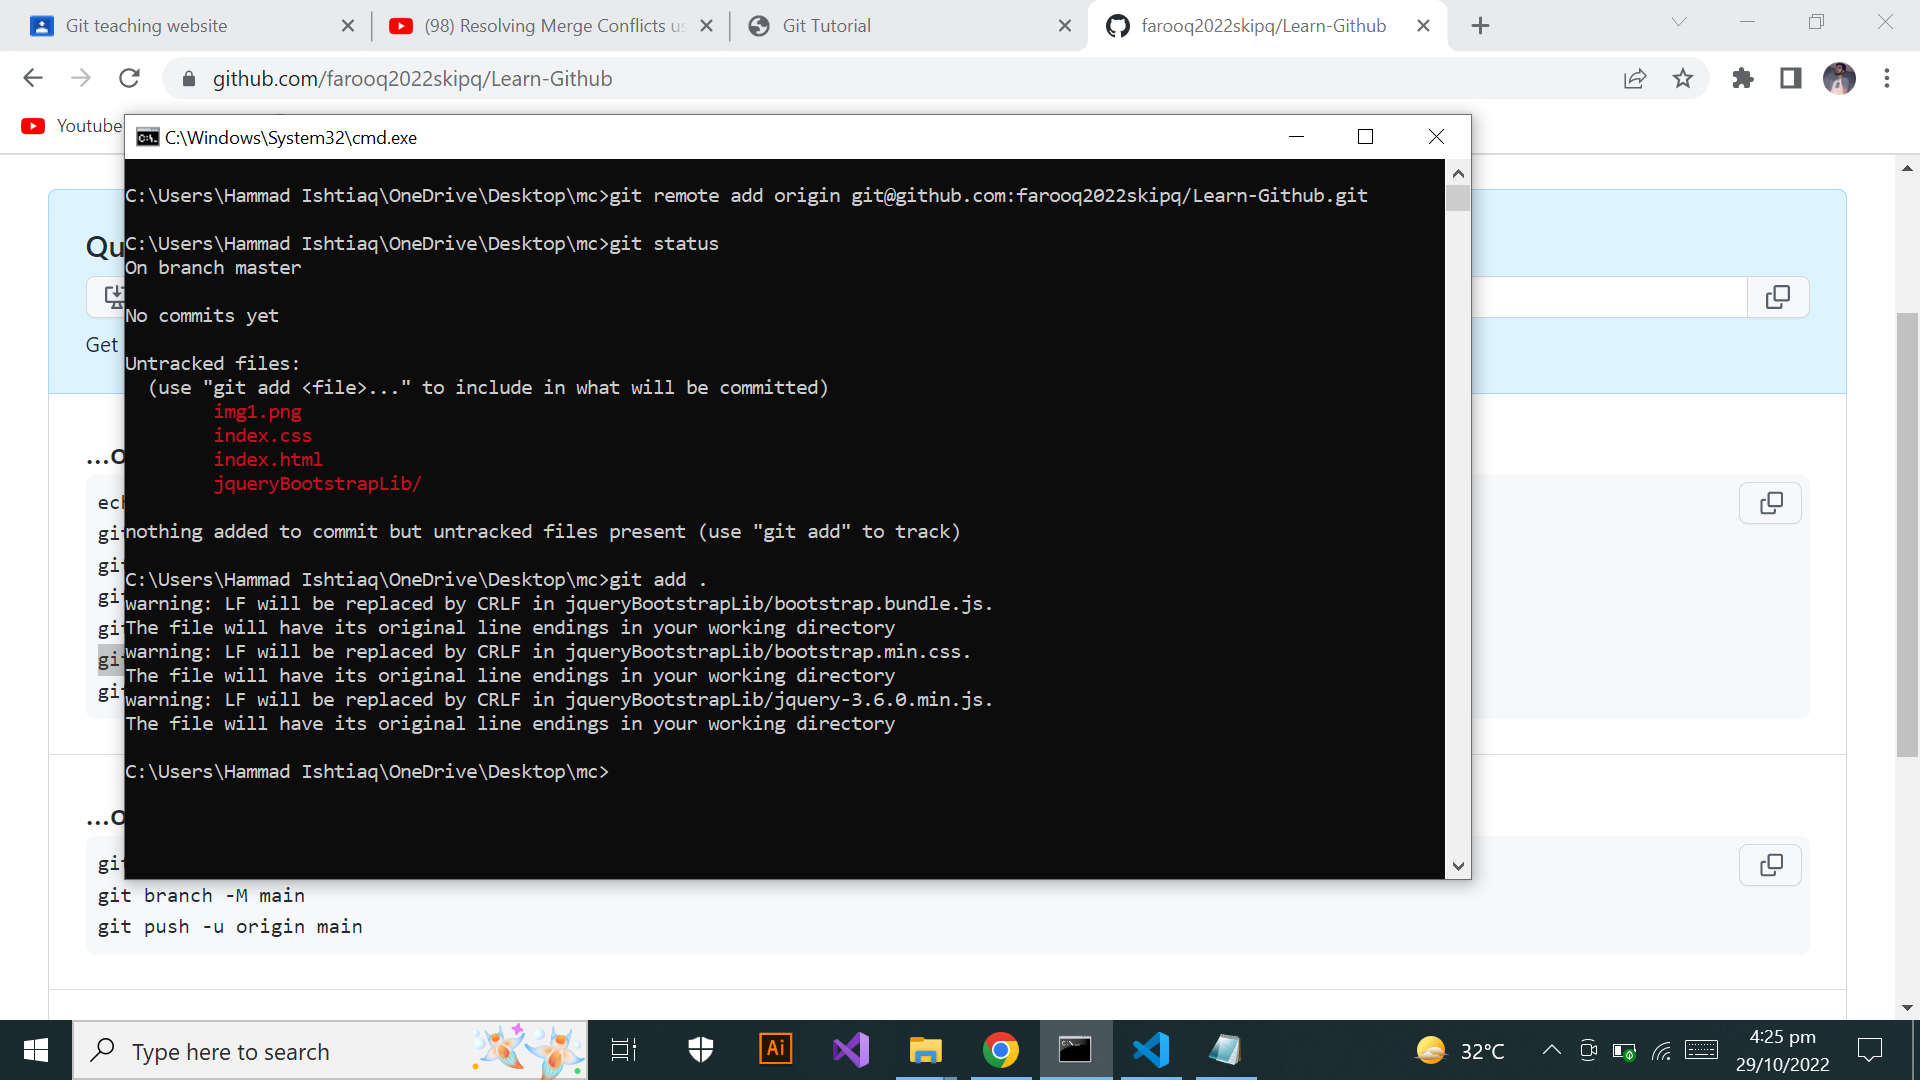 Git teaching website
(98) Resolving Merge Conflicts us
Git Tutorial
farooq2022skipq/Learn-Github
github.com/farooq2022skipq/Learn-Github
Youtube
C:\Windows\System32\cmd.exe
C:\Users\Hammad Ishtiaq\OneDrive\Desktop\mc>git remote add origin git@github.com:farooq2022skipq/Learn-Github.git
Qu
C:\Users\Hammad Ishtiaq\OneDrive\Desktop\mc>git status
On branch master
No commits yet
Get
Untracked files:
(use "git add <file>..." to include in what will be committed)
img1.png
index.css
index.html
jqueryBootstrapLib/
nothing added to commit but untracked files present (use "git add" to track)
C:\Users\Hammad Ishtiaq\OneDrive\Desktop\mc>git add .
warning: LF will be replaced by CRLF in jqueryBootstrapLib/bootstrap.bundle.js.
The file will have its original line endings in your working directory
warning: LF will be replaced by CRLF in jqueryBootstrapLib/bootstrap.min.css.
The file will have its original line endings in your working directory
warning: LF will be replaced by CRLF in jqueryBootstrapLib/jquery-3.6.0.min.js.
The file will have its original line endings in your working directory
C:\Users\Hammad Ishtiaq\OneDrive\Desktop\mc>
git branch -M main
git push -u origin main
Type here to search
Ai
32°C
4:25 pm
29/10/2022